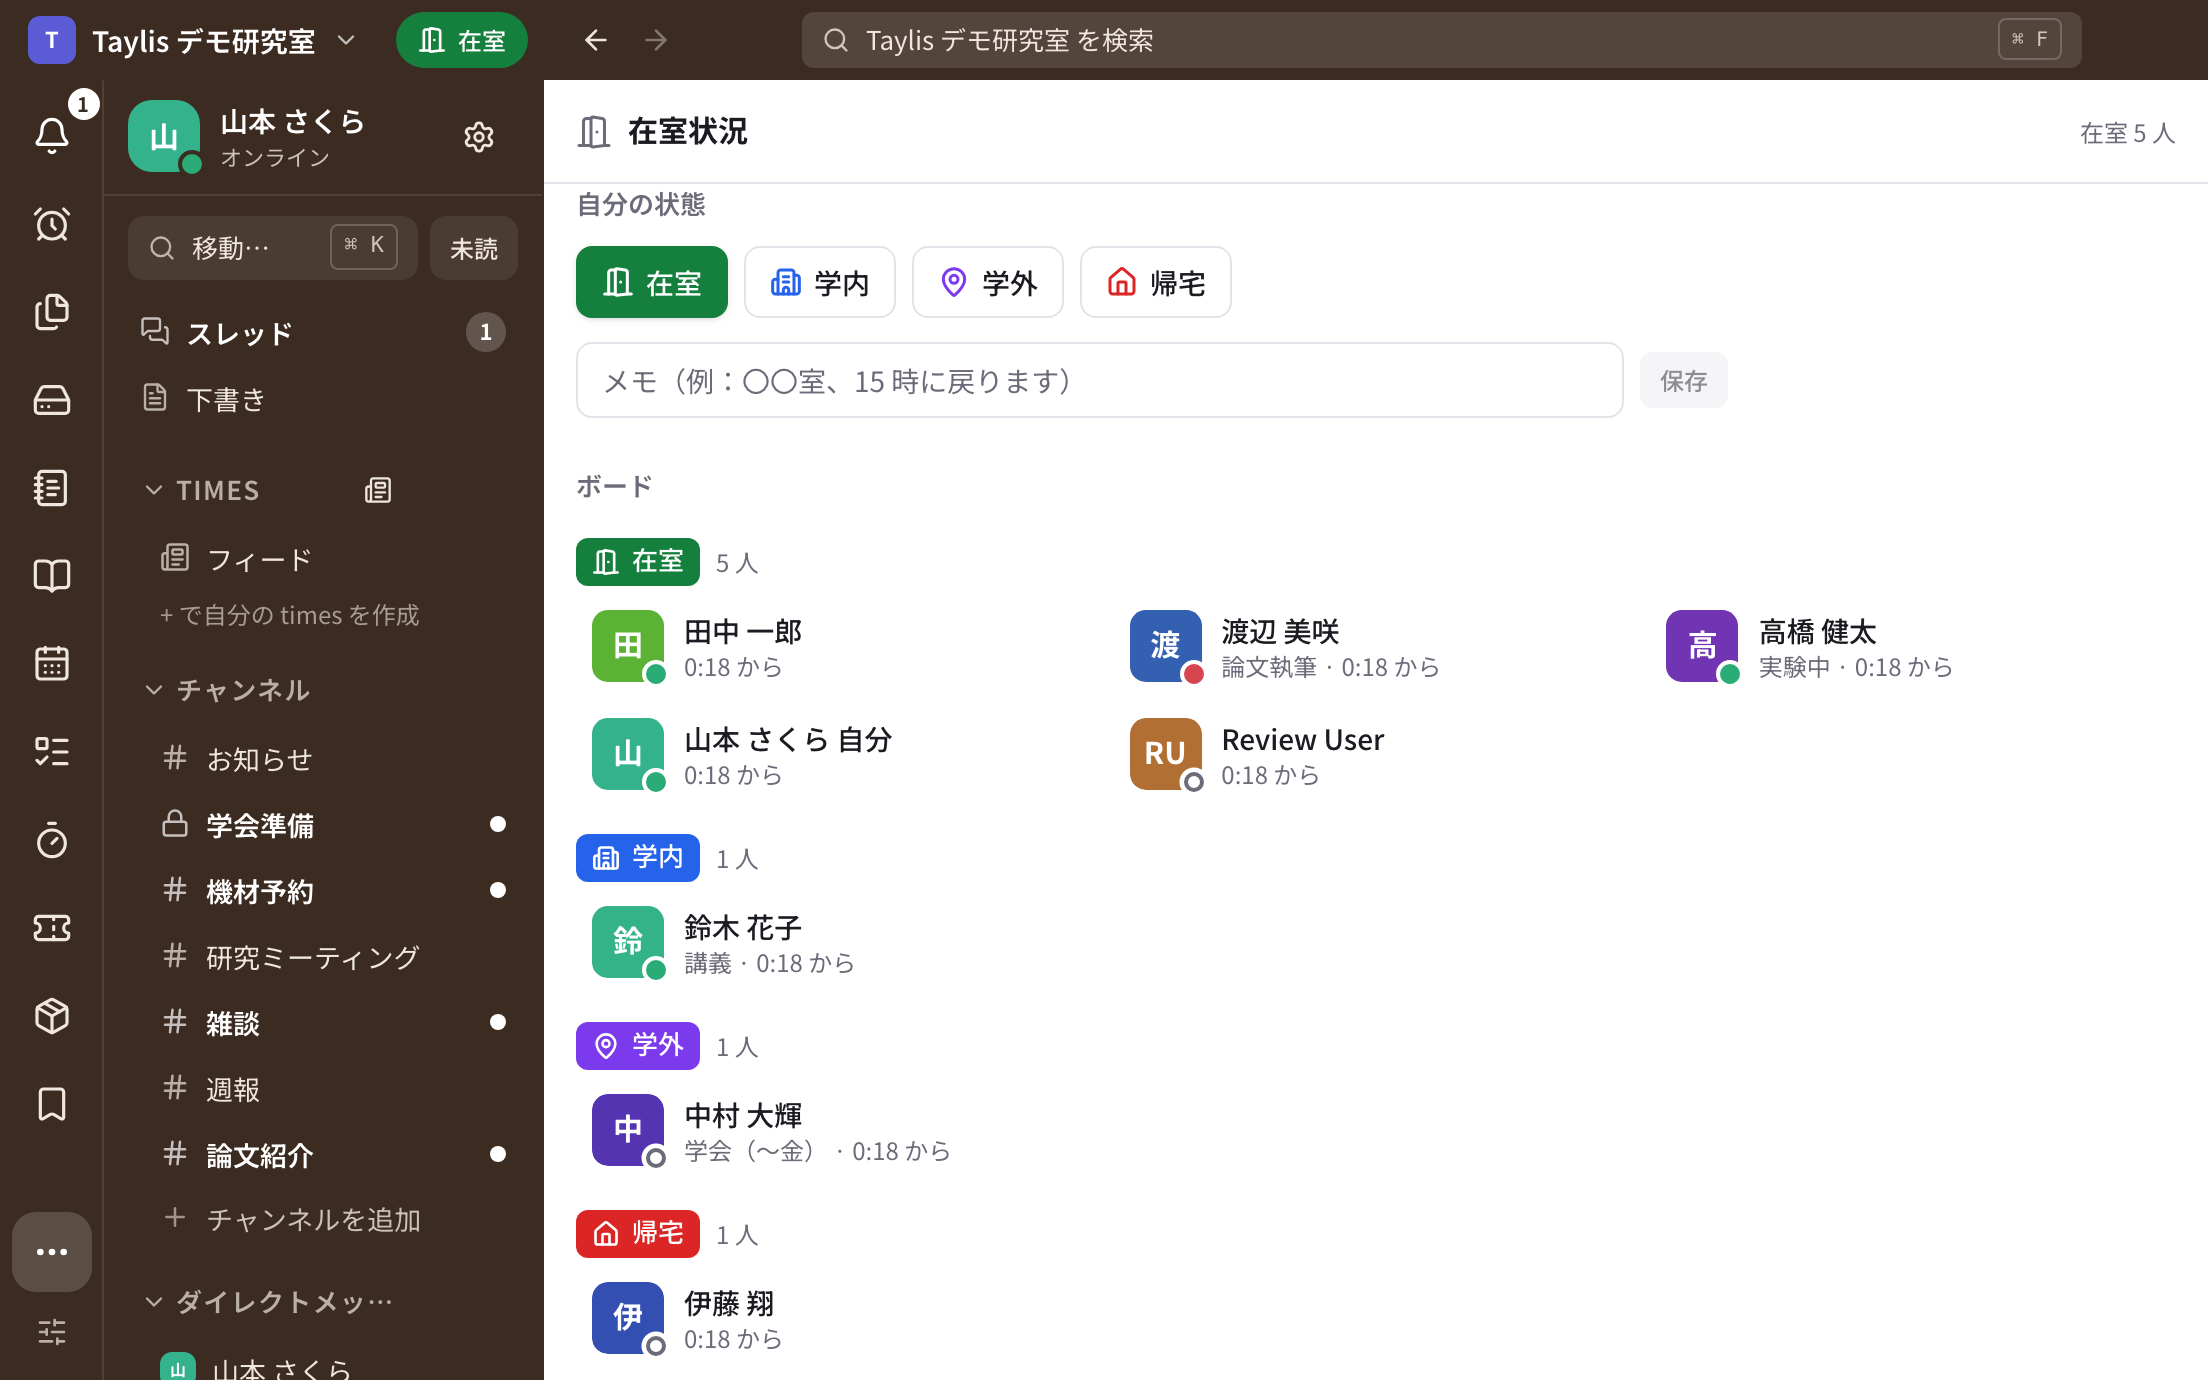 T Taylis デモ研究室 在室 Taylis デモ研究室 を検索 ⌘ F
1
山 山本 さくら
オンライン
移動… ⌘ K 未読
スレッド 1
下書き
TIMES
フィード
+ で自分の times を作成
チャンネル
# お知らせ
学会準備
# 機材予約
# 研究ミーティング
# 雑談
# 週報
# 論文紹介
+ チャンネルを追加
ダイレクトメッ…
山 山本 さくら
在室状況 在室 5 人
自分の状態
在室 学内 学外 帰宅
メモ（例：〇〇室、15 時に戻ります） 保存
ボード
在室 5 人
田 田中 一郎
0:18 から
渡 渡辺 美咲
論文執筆 · 0:18 から
高 高橋 健太
実験中 · 0:18 から
山 山本 さくら 自分
0:18 から
RU Review User
0:18 から
学内 1 人
鈴 鈴木 花子
講義 · 0:18 から
学外 1 人
中 中村 大輝
学会（〜金） · 0:18 から
帰宅 1 人
伊 伊藤 翔
0:18 から